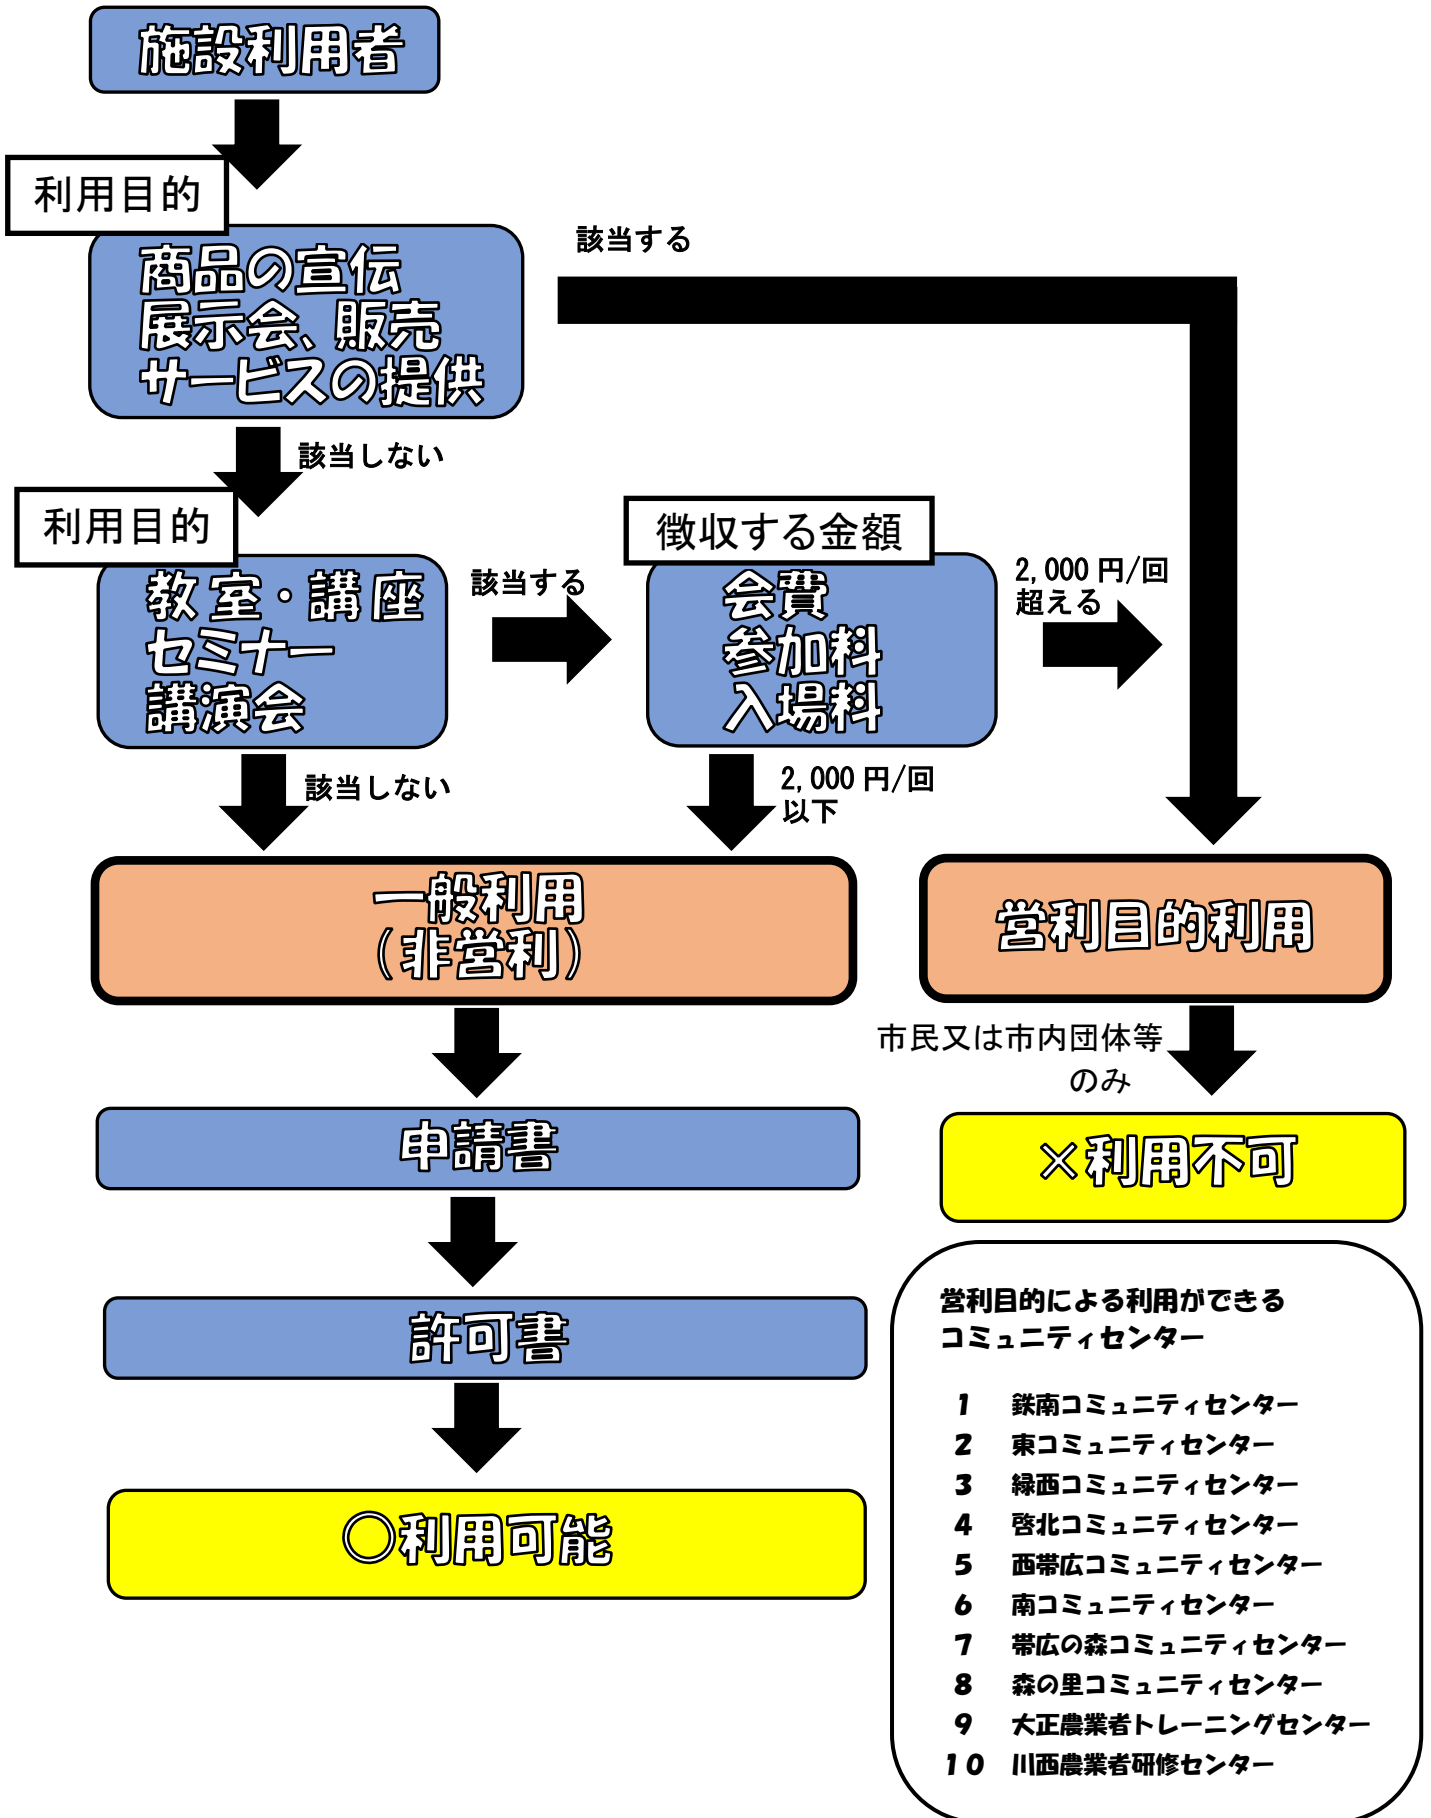 施設利用者
利用目的
商品の宣伝
展示会、販売
サービスの提供
該当する
該当しない
利用目的
教室・講座
セミナー
講演会
該当する
徴収する金額
会費
参加料
入場料
2,000円/回
超える
該当しない
2,000円/回
以下
一般利用
(非営利)
営利目的利用
市民又は市内団体等
のみ
申請書
×利用不可
許可書
○利用可能
営利目的による利用ができる
コミュニティセンター
1 鉄南コミュニティセンター
2 東コミュニティセンター
3 緑西コミュニティセンター
4 啓北コミュニティセンター
5 西帯広コミュニティセンター
6 南コミュニティセンター
7 帯広の森コミュニティセンター
8 森の里コミュニティセンター
9 大正農業者トレーニングセンター
10 川西農業者研修センター